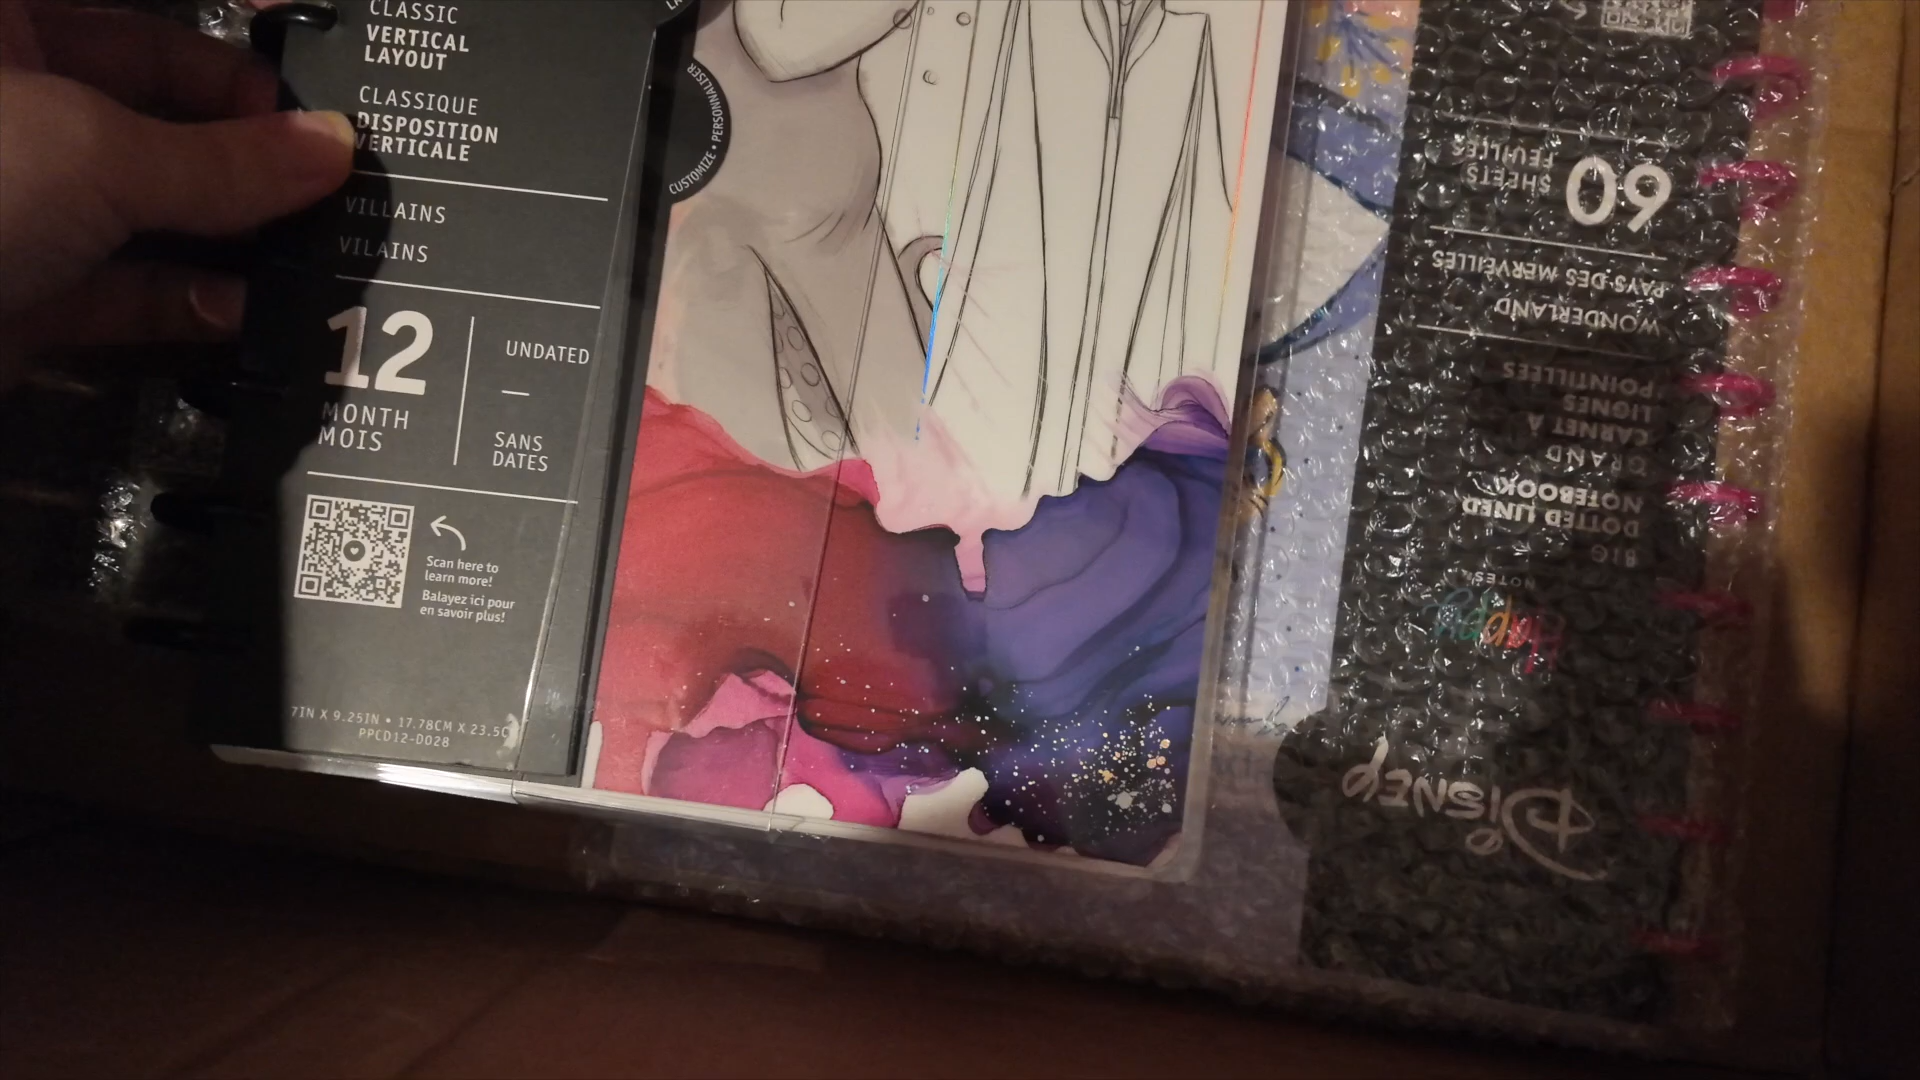 CLASSIC
VERTICAL
LAYOUT
CLASSIQUE
DISPOSITION
VERTICALE
VILLAINS
VILAINS
12
MONTH
MOIS
UNDATED
—
SANS
DATES
Scan here to
learn more!
Balayez ici pour
en savoir plus!
7IN X 9.25IN • 17.78CM X 23.5C
PPCD12-D028
CUSTOMIZE • PERSONNALISER
Disney
Happy
NOTES
BIG
DOTTED LINED
NOTEBOOK
GRAND
CARNET À
LIGNES
POINTILLÉES
WONDERLAND
PAYS DES MERVEILLES
60
SHEETS
FEUILLES